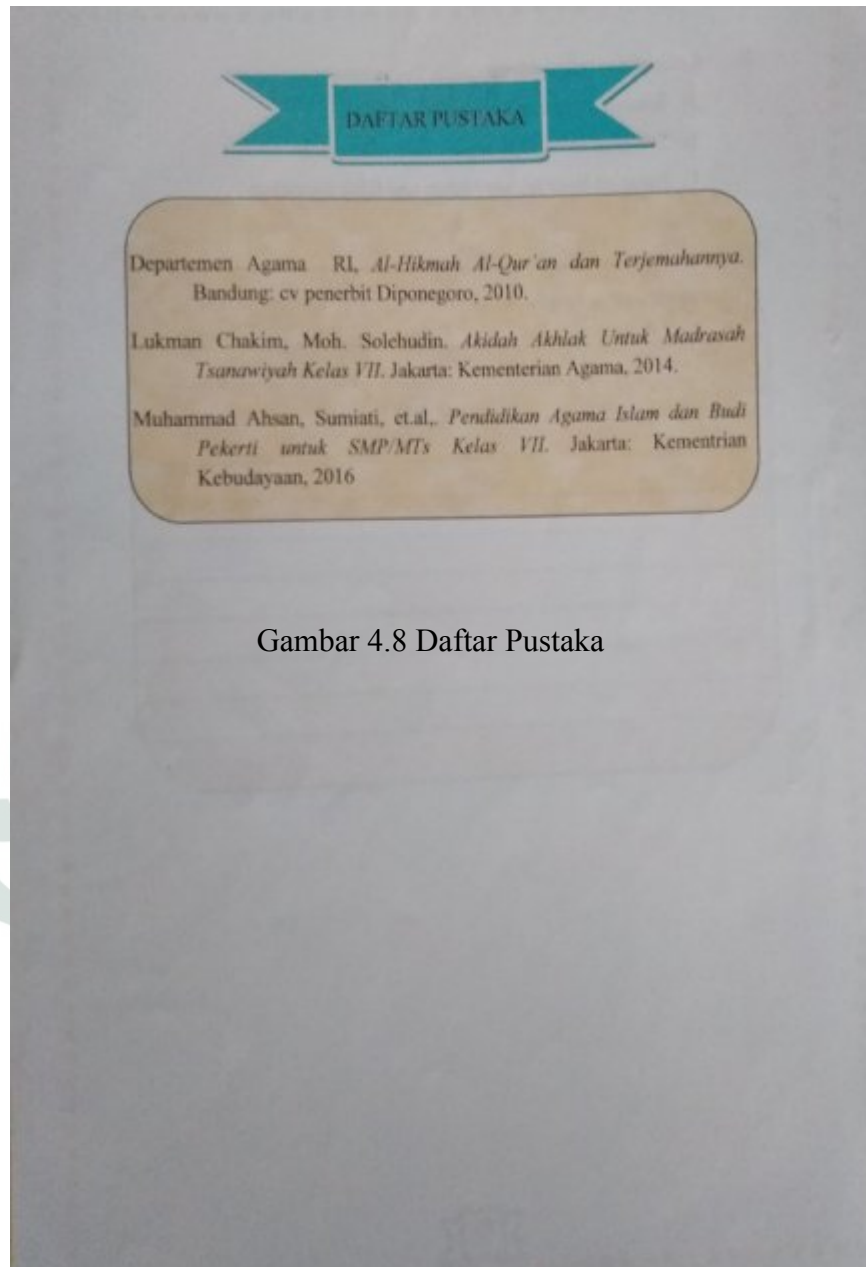 DAFTAR PUSTAKA
Departemen Agama RI, Al-Hikmah Al-Qur'an dan Terjemahannya.
Bandung: cv penerbit Diponegoro, 2010.
Lukman Chakim, Moh. Solehudin. Akidah Akhlak Untuk Madrasah
Tsanawiyah Kelas VII. Jakarta: Kementerian Agama, 2014.
Muhammad Ahsan, Sumiati, et.al,. Pendidikan Agama Islam dan Budi
Pekerti untuk SMP/MTs Kelas VII. Jakarta: Kementrian
Kebudayaan, 2016
Gambar 4.8 Daftar Pustaka